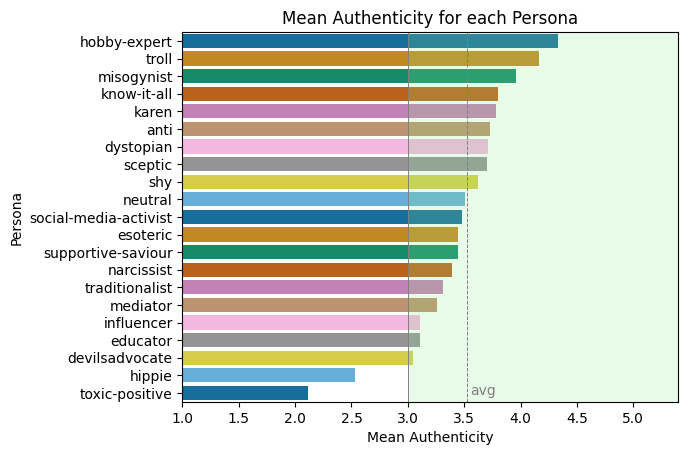 Mean Authenticity for each Persona
hobby-expert
troll
misogynist
know-it-all
karen
anti
dystopian
sceptic
shy
neutral
social-media-activist
esoteric
supportive-saviour
narcissist
traditionalist
mediator
influencer
educator
devilsadvocate
hippie
toxic-positive
Persona
avg
1.0 1.5 2.0 2.5 3.0 3.5 4.0 4.5 5.0
Mean Authenticity